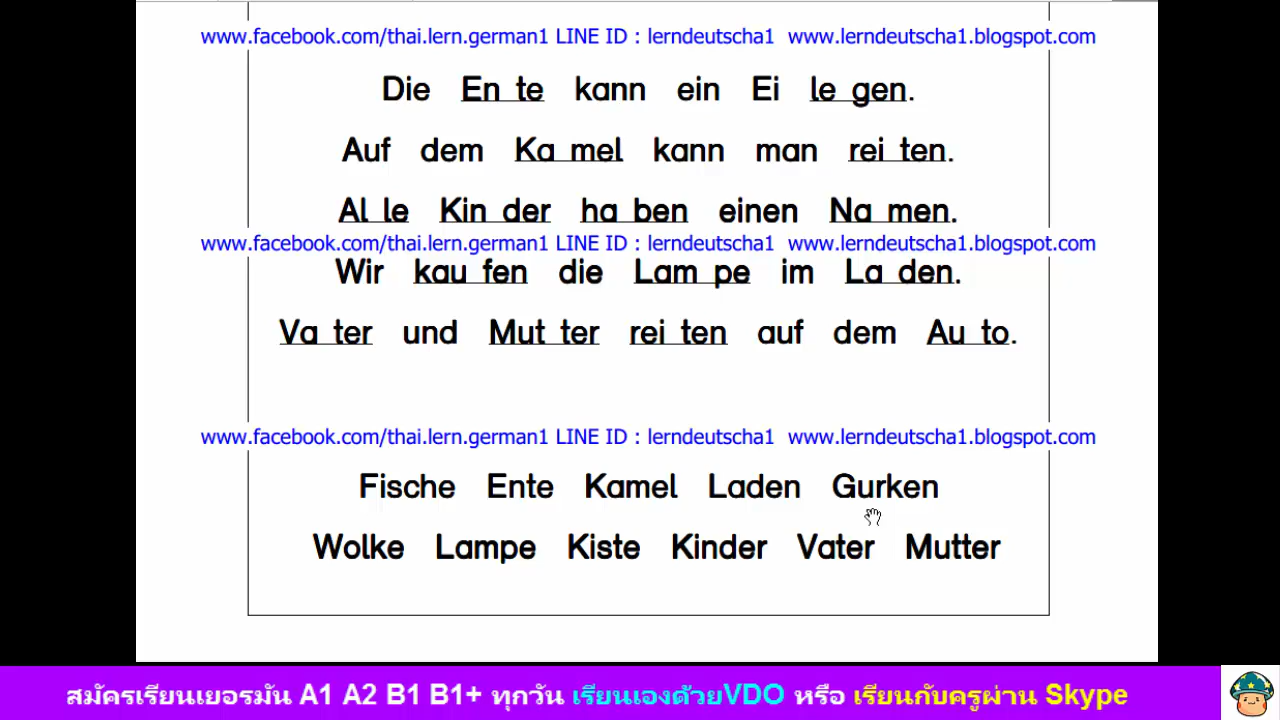 www.facebook.com/thai.lern.german1 LINE ID : lerndeutscha1 www.lerndeutscha1.blogspot.com
Die En te kann ein Ei le gen.
Auf dem Ka mel kann man rei ten.
Al le Kin der ha ben einen Na men.
www.facebook.com/thai.lern.german1 LINE ID : lerndeutscha1 www.lerndeutscha1.blogspot.com
Wir kau fen die Lam pe im La den.
Va ter und Mut ter rei ten auf dem Au to.
www.facebook.com/thai.lern.german1 LINE ID : lerndeutscha1 www.lerndeutscha1.blogspot.com
Fische Ente Kamel Laden Gurken
Wolke Lampe Kiste Kinder Vater Mutter
สมัครเรียนเยอรมัน A1 A2 B1 B1+ ทุกวัน เรียนเองด้วยVDO หรือ เรียนกับครูผ่าน Skype